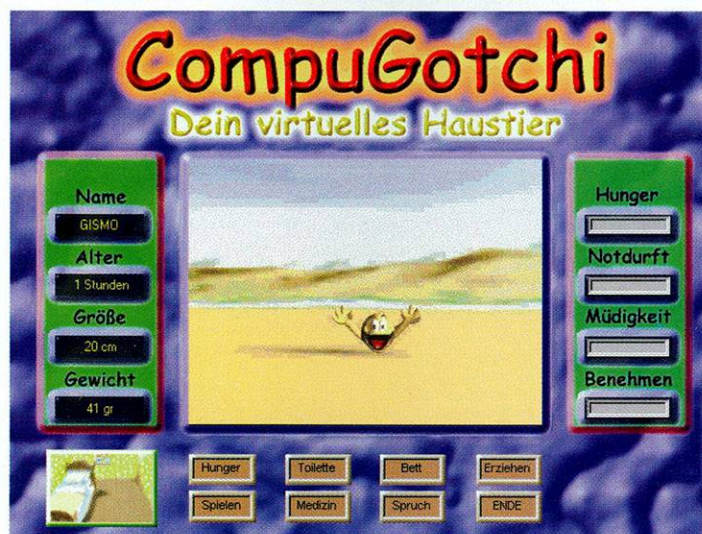 CompuGotchi
Dein virtuelles Haustier
Name
GISMO
Alter
1 Stunden
Größe
20 cm
Gewicht
41 gr
Hunger
Notdurft
Müdigkeit
Benehmen
Hunger
Toilette
Bett
Erziehen
Spielen
Medizin
Spruch
ENDE